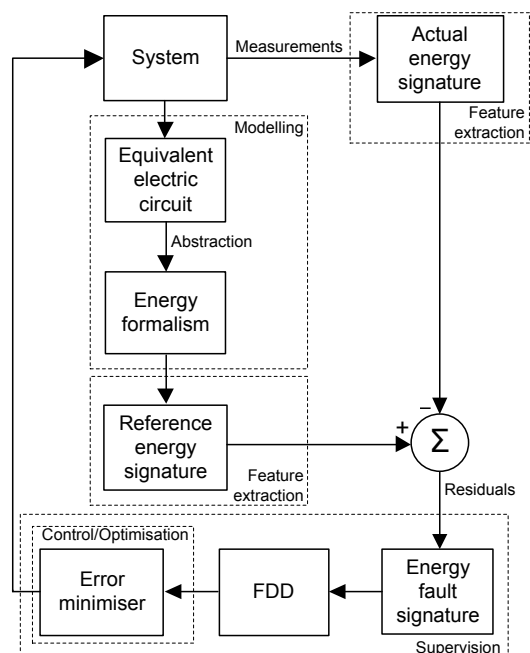 System
Measurements
Actual
energy
signature
Feature
extraction
Modelling
Equivalent
electric
circuit
Abstraction
Energy
formalism
Reference
energy
signature
Feature
extraction
+
−
Σ
Residuals
Control/Optimisation
Error
minimiser
FDD
Energy
fault
signature
Supervision